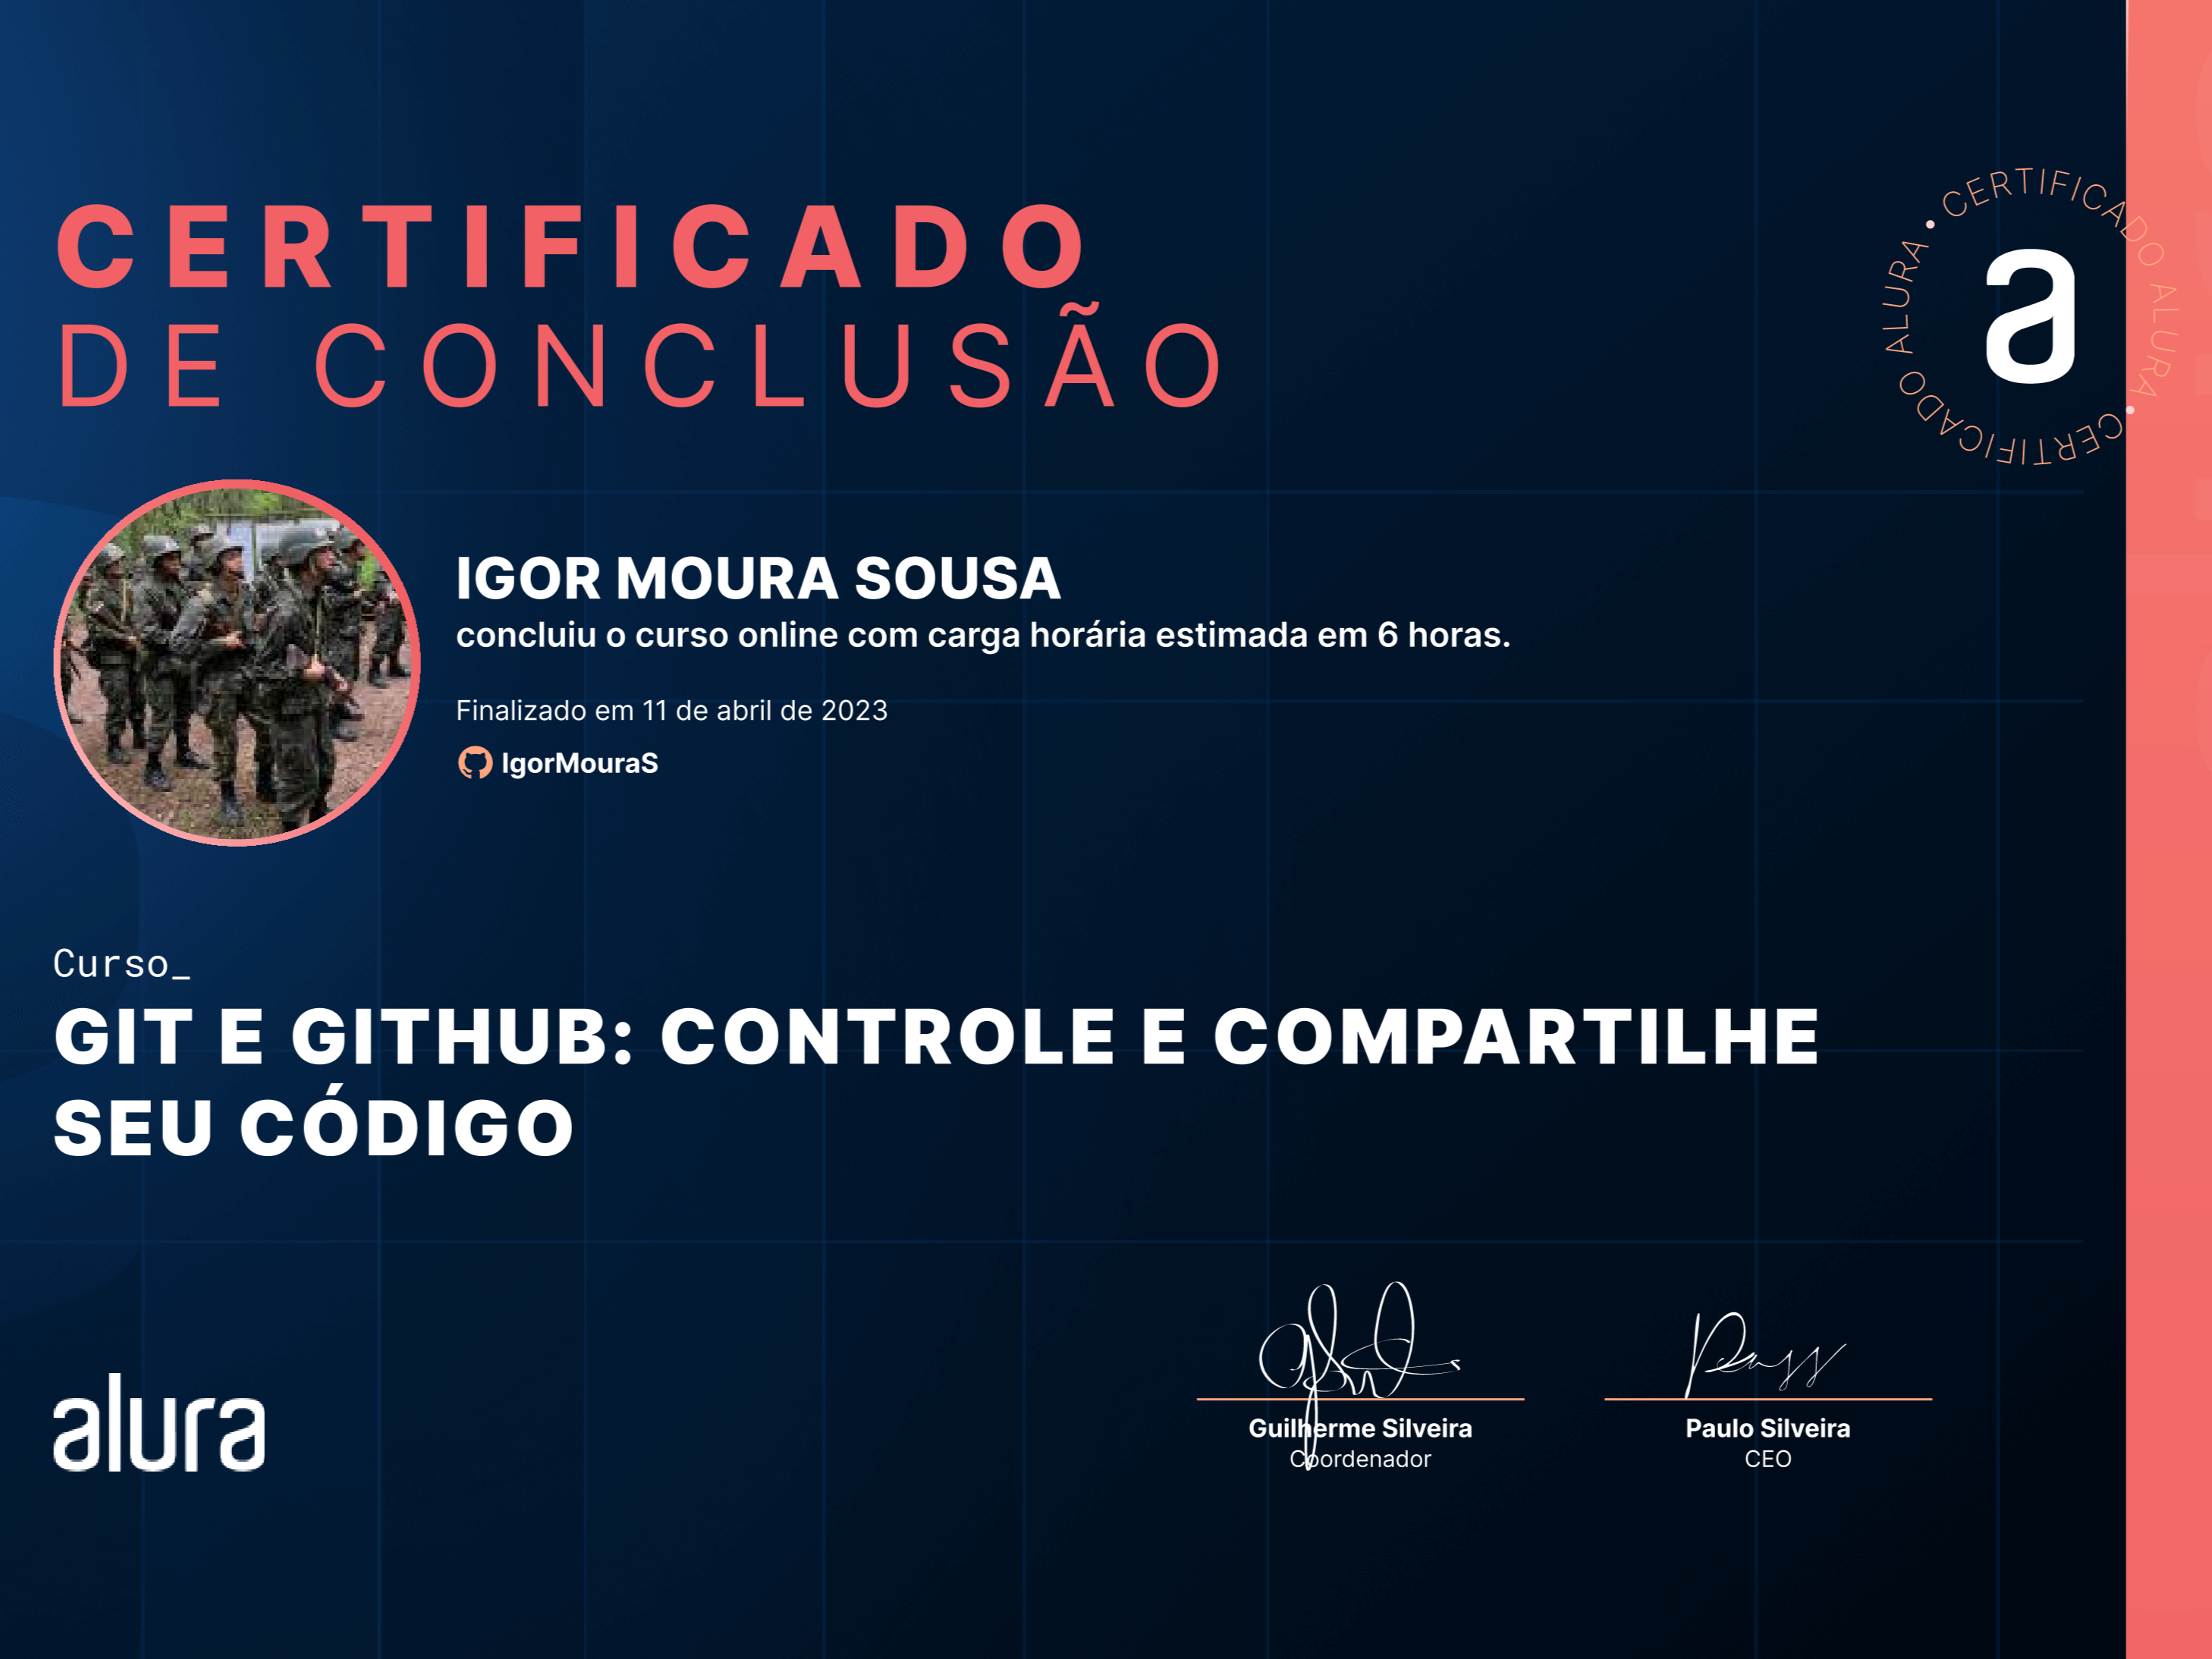 CERTIFICADO
DE CONCLUSÃO
CERTIFICADO ALURA • CERTIFICADO ALURA •
a
IGOR MOURA SOUSA
concluiu o curso online com carga horária estimada em 6 horas.
Finalizado em 11 de abril de 2023
IgorMouraS
Curso_
GIT E GITHUB: CONTROLE E COMPARTILHE
SEU CÓDIGO
alura
Guilherme Silveira
Coordenador
Paulo Silveira
CEO